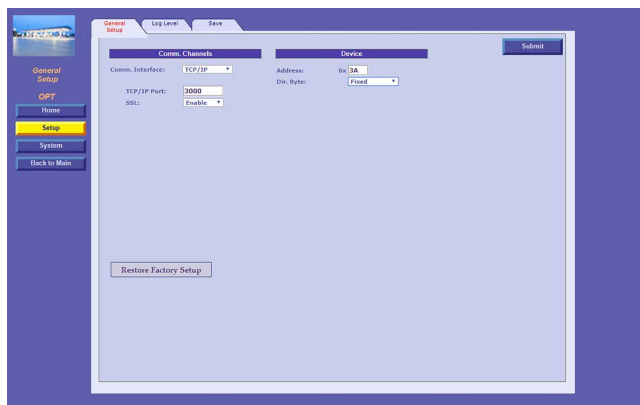 General Setup
Log Level
Save
Submit
General
Setup
OPT
Home
Setup
System
Back to Main
Comm. Channels
Comm. Interface: TCP/IP
TCP/IP Port: 3000
SSL: Enable
Device
Address: 0x 3A
Dir. Byte: Fixed
Restore Factory Setup